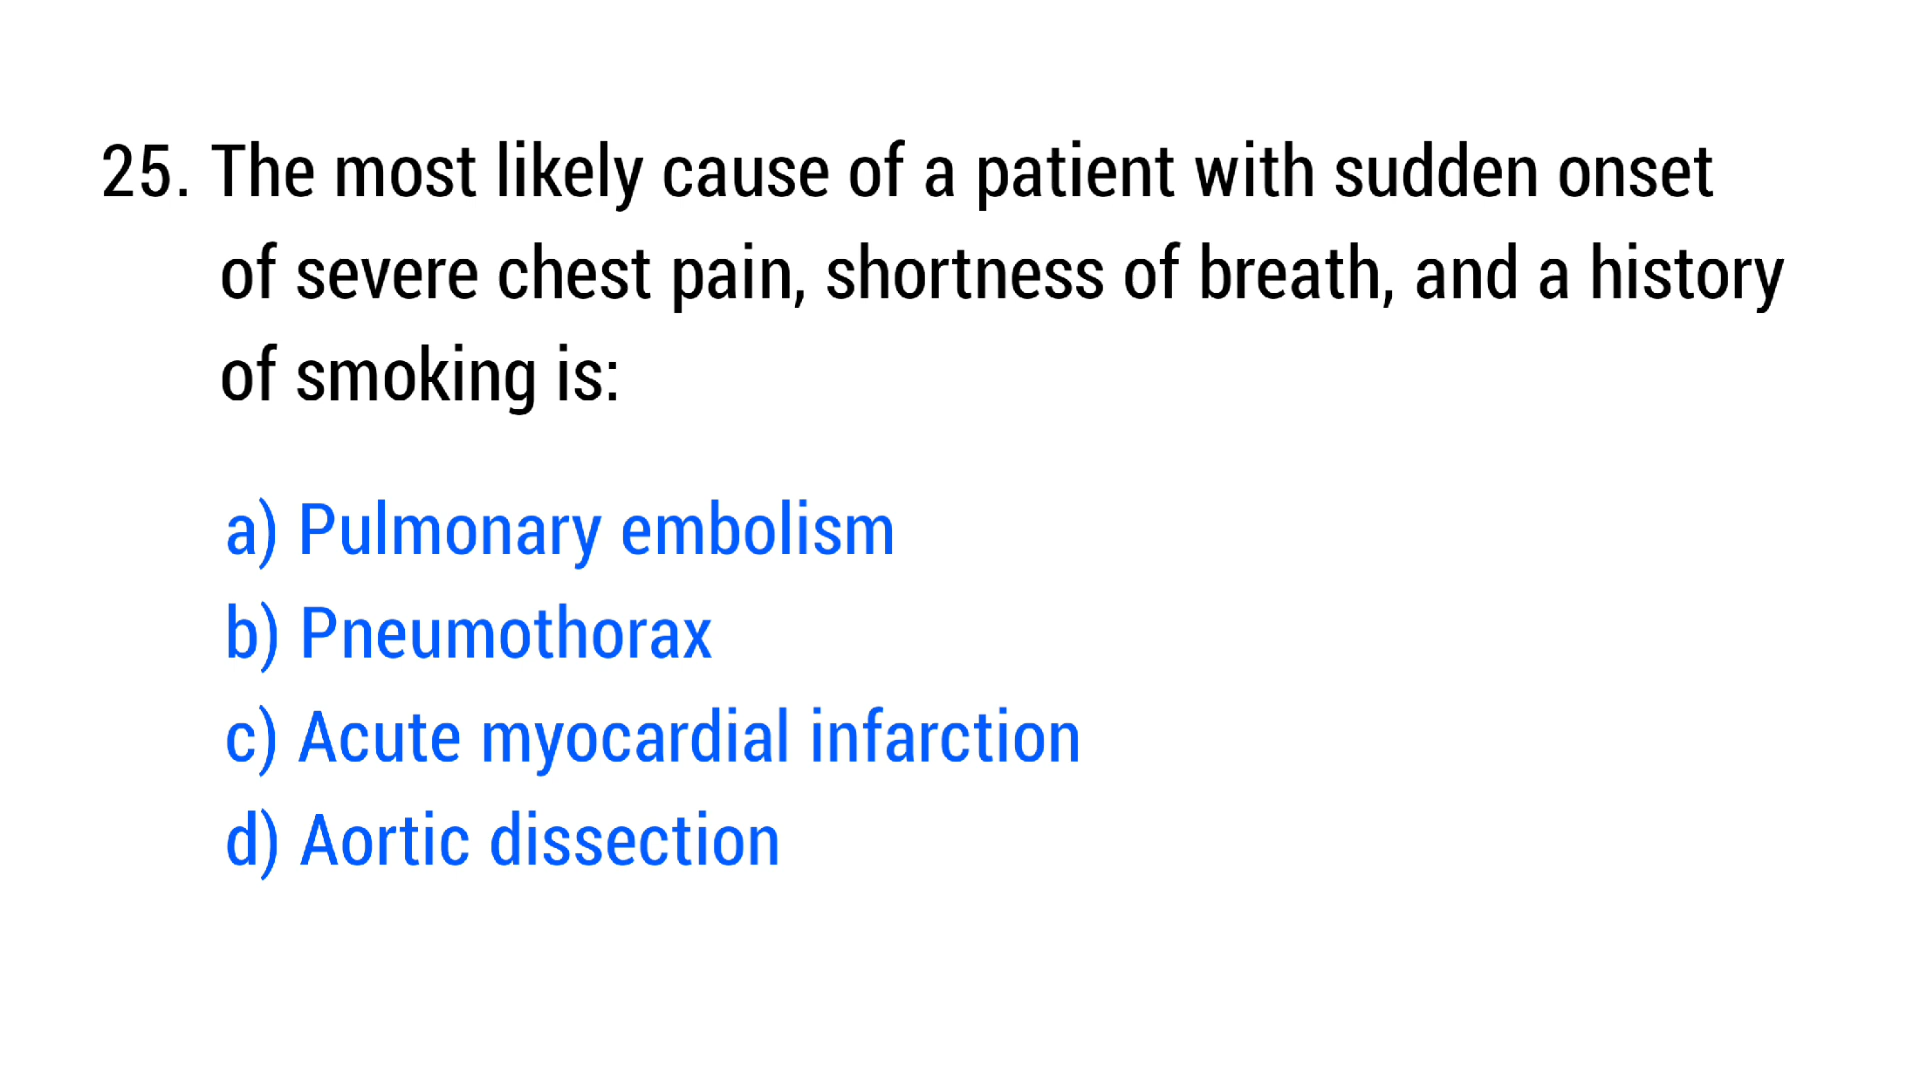 25. The most likely cause of a patient with sudden onset
of severe chest pain, shortness of breath, and a history
of smoking is:
a) Pulmonary embolism
b) Pneumothorax
c) Acute myocardial infarction
d) Aortic dissection